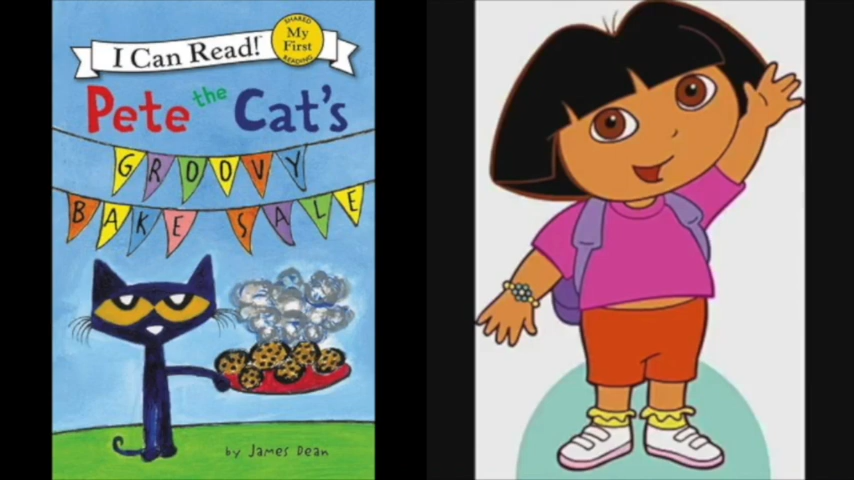 I Can Read!
SHARED
My
First
READING
Pete the Cat's
GROOVY
BAKE SALE
by James Dean